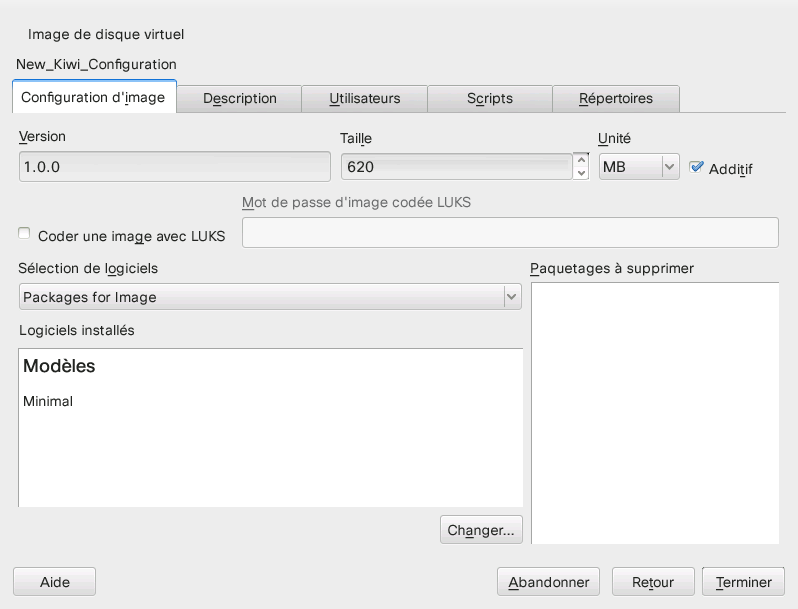 Image de disque virtuel
New_Kiwi_Configuration
Configuration d'image Description Utilisateurs Scripts Répertoires
Version Taille Unité
1.0.0 620 MB Additif
Mot de passe d'image codée LUKS
Coder une image avec LUKS
Sélection de logiciels Paquetages à supprimer
Packages for Image
Logiciels installés
Modèles
Minimal
Changer...
Aide Abandonner Retour Terminer